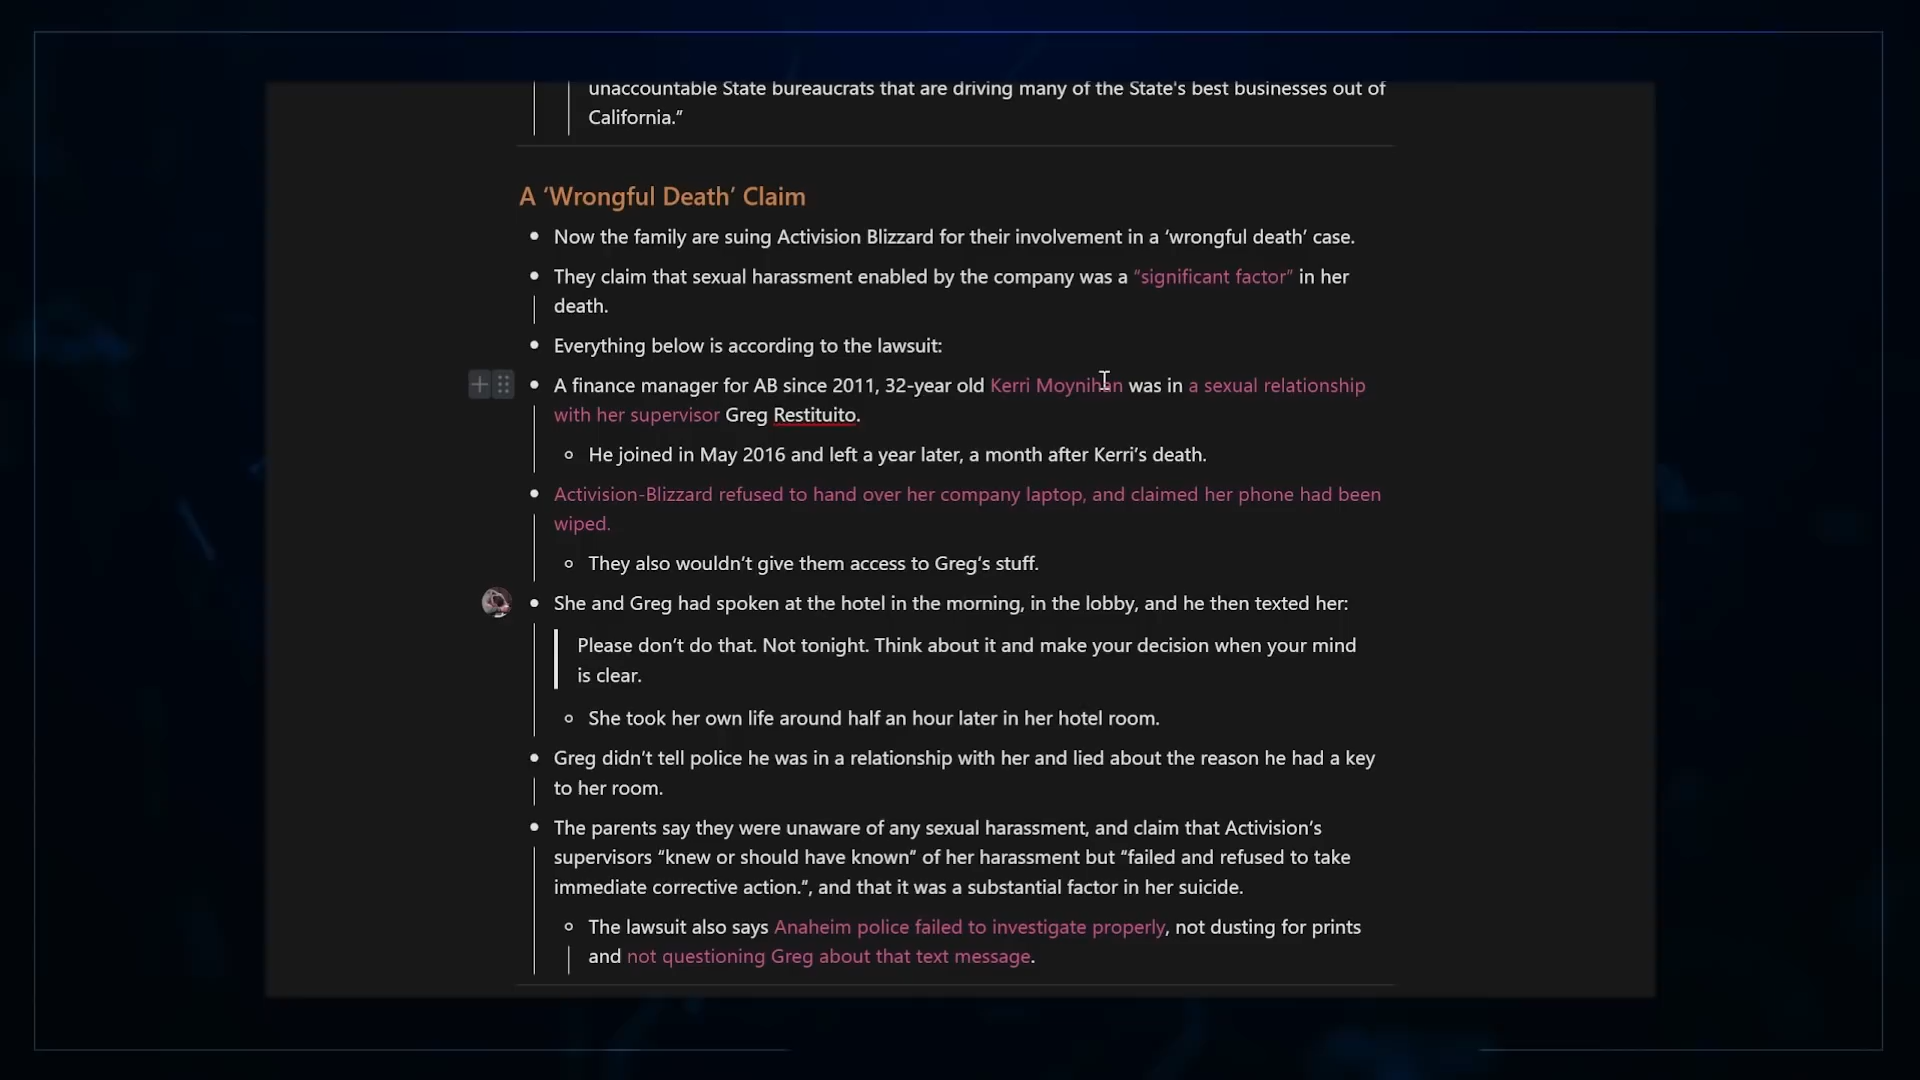 unaccountable State bureaucrats that are driving many of the State's best businesses out of
California.”
A ‘Wrongful Death’ Claim
• Now the family are suing Activision Blizzard for their involvement in a ‘wrongful death’ case.
• They claim that sexual harassment enabled by the company was a “significant factor” in her
death.
• Everything below is according to the lawsuit:
• A finance manager for AB since 2011, 32-year old Kerri Moynihan was in a sexual relationship
with her supervisor Greg Restituito.
◦ He joined in May 2016 and left a year later, a month after Kerri’s death.
• Activision-Blizzard refused to hand over her company laptop, and claimed her phone had been
wiped.
◦ They also wouldn’t give them access to Greg’s stuff.
• She and Greg had spoken at the hotel in the morning, in the lobby, and he then texted her:
Please don’t do that. Not tonight. Think about it and make your decision when your mind
is clear.
◦ She took her own life around half an hour later in her hotel room.
• Greg didn’t tell police he was in a relationship with her and lied about the reason he had a key
to her room.
• The parents say they were unaware of any sexual harassment, and claim that Activision’s
supervisors “knew or should have known” of her harassment but “failed and refused to take
immediate corrective action.”, and that it was a substantial factor in her suicide.
◦ The lawsuit also says Anaheim police failed to investigate properly, not dusting for prints
and not questioning Greg about that text message.